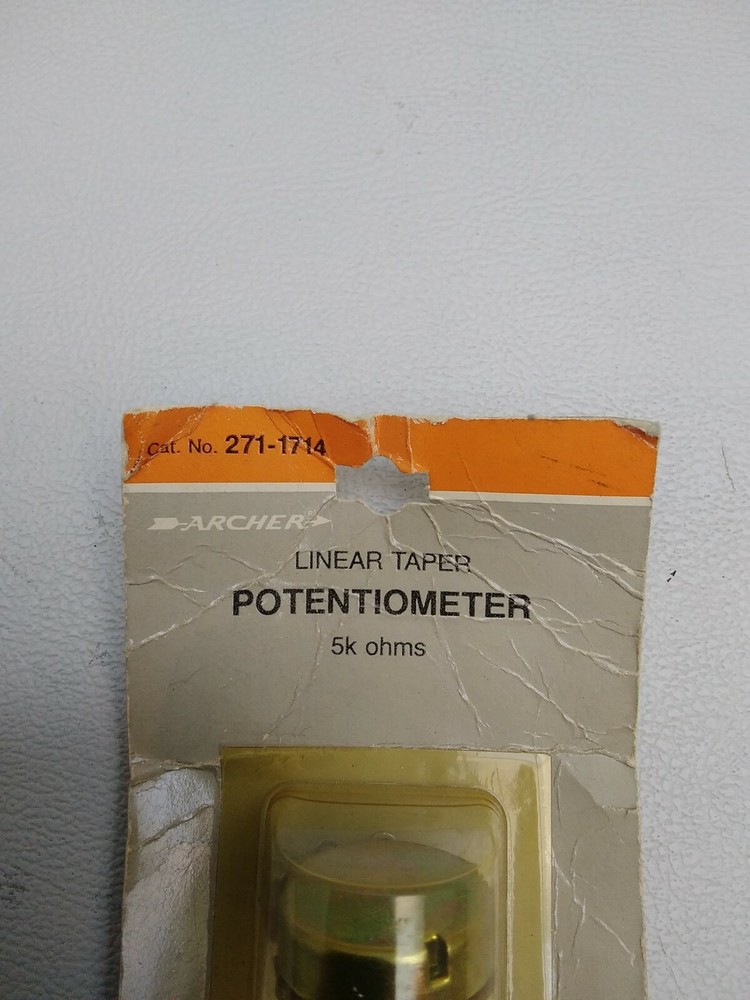 Cat. No. 271-1714
ARCHER®
LINEAR TAPER
POTENTIOMETER
5k ohms